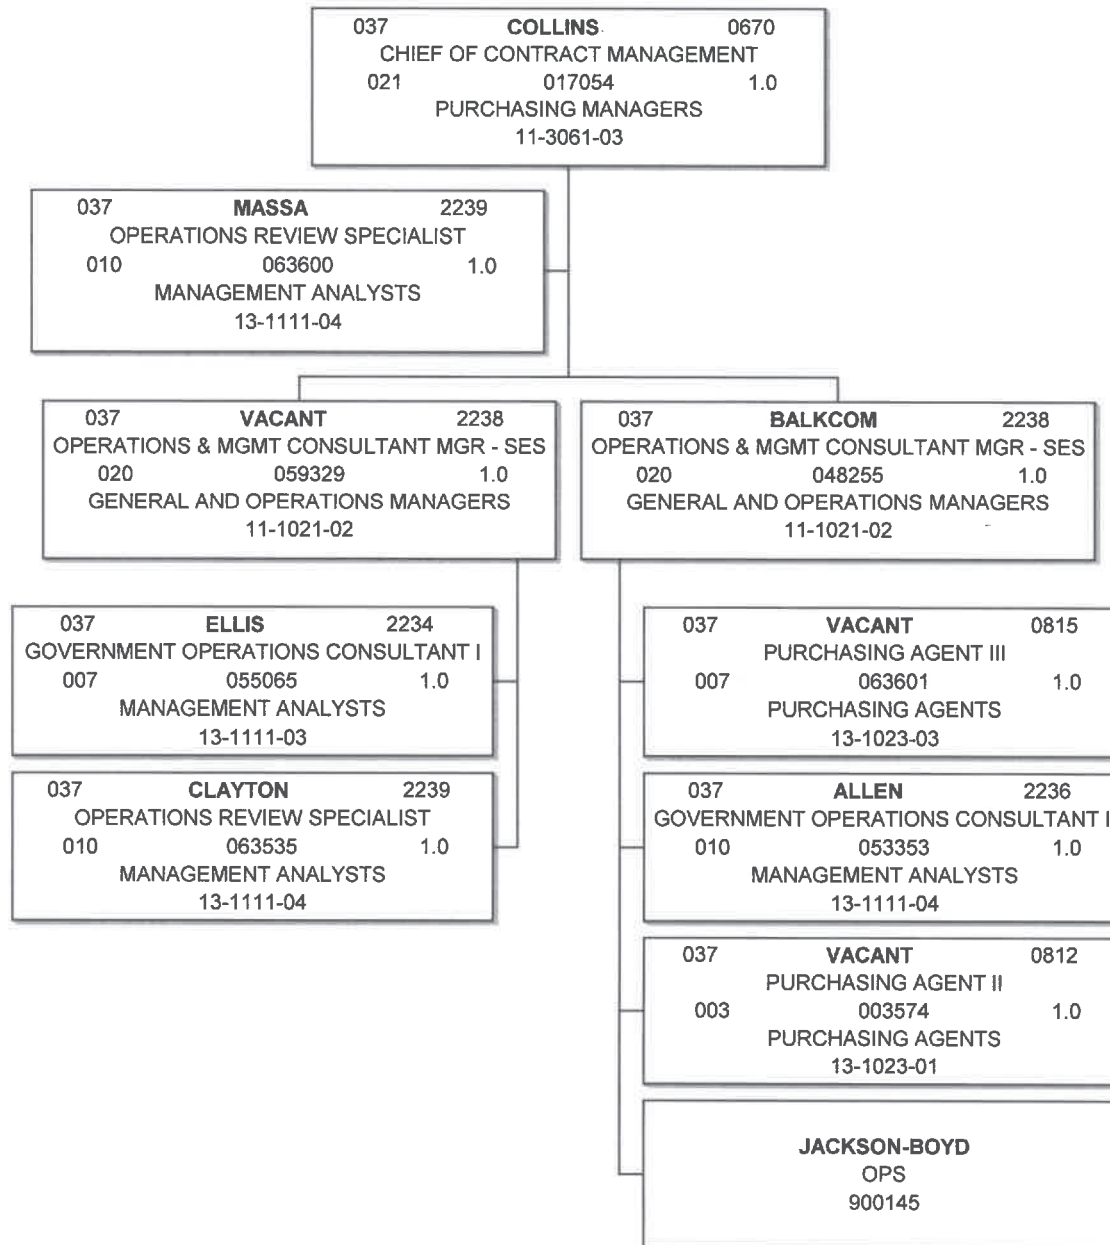 037 COLLINS 0670
CHIEF OF CONTRACT MANAGEMENT
021 017054 1.0
PURCHASING MANAGERS
11-3061-03
037 MASSA 2239
OPERATIONS REVIEW SPECIALIST
010 063600 1.0
MANAGEMENT ANALYSTS
13-1111-04
037 VACANT 2238
OPERATIONS & MGMT CONSULTANT MGR - SES
020 059329 1.0
GENERAL AND OPERATIONS MANAGERS
11-1021-02
037 ELLIS 2234
GOVERNMENT OPERATIONS CONSULTANT I
007 055065 1.0
MANAGEMENT ANALYSTS
13-1111-03
037 CLAYTON 2239
OPERATIONS REVIEW SPECIALIST
010 063535 1.0
MANAGEMENT ANALYSTS
13-1111-04
037 BALKCOM 2238
OPERATIONS & MGMT CONSULTANT MGR - SES
020 048255 1.0
GENERAL AND OPERATIONS MANAGERS
11-1021-02
037 VACANT 0815
PURCHASING AGENT III
007 063601 1.0
PURCHASING AGENTS
13-1023-03
037 ALLEN 2236
GOVERNMENT OPERATIONS CONSULTANT I
010 053353 1.0
MANAGEMENT ANALYSTS
13-1111-04
037 VACANT 0812
PURCHASING AGENT II
003 003574 1.0
PURCHASING AGENTS
13-1023-01
JACKSON-BOYD
OPS
900145